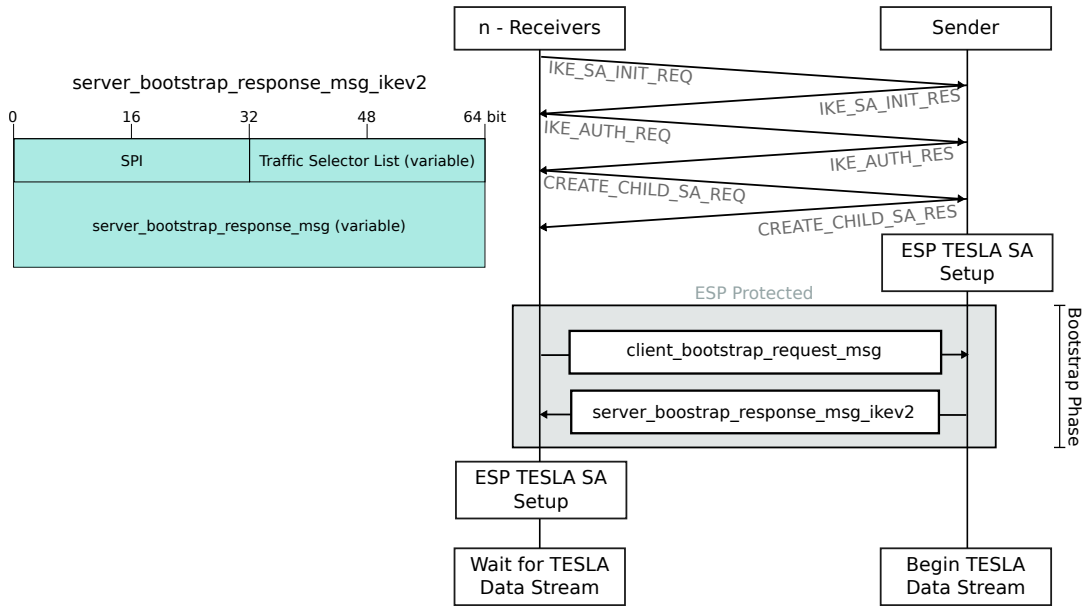 server_bootstrap_response_msg_ikev2
0 16 32 48 64 bit
SPI
Traffic Selector List (variable)
server_bootstrap_response_msg (variable)
n - Receivers
Sender
IKE_SA_INIT_REQ
IKE_SA_INIT_RES
IKE_AUTH_REQ
IKE_AUTH_RES
CREATE_CHILD_SA_REQ
CREATE_CHILD_SA_RES
ESP TESLA SA
Setup
ESP Protected
client_bootstrap_request_msg
server_boostrap_response_msg_ikev2
Bootstrap Phase
ESP TESLA SA
Setup
Wait for TESLA
Data Stream
Begin TESLA
Data Stream